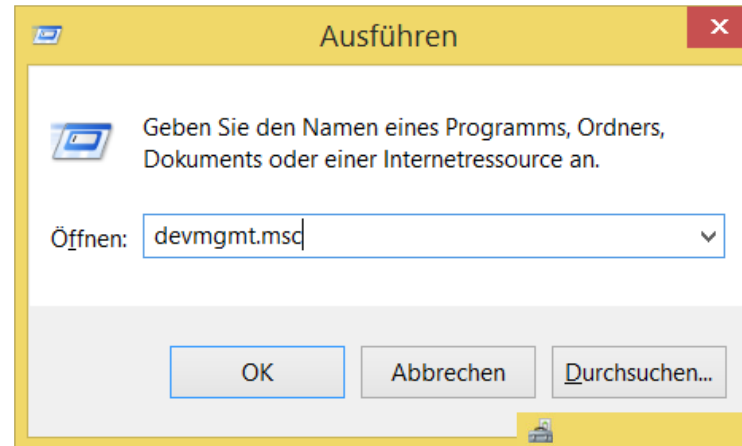 Ausführen
Geben Sie den Namen eines Programms, Ordners,
Dokuments oder einer Internetressource an.
Öffnen: devmgmt.msc
OK Abbrechen Durchsuchen...